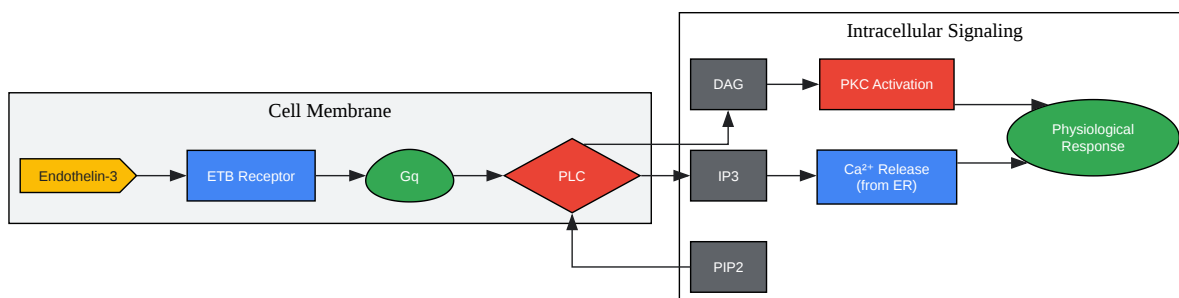 Intracellular Signaling
Cell Membrane
DAG
PKC Activation
Physiological
Response
Endothelin-3
ETB Receptor
Gq
PLC
IP3
Ca²⁺ Release
(from ER)
PIP2